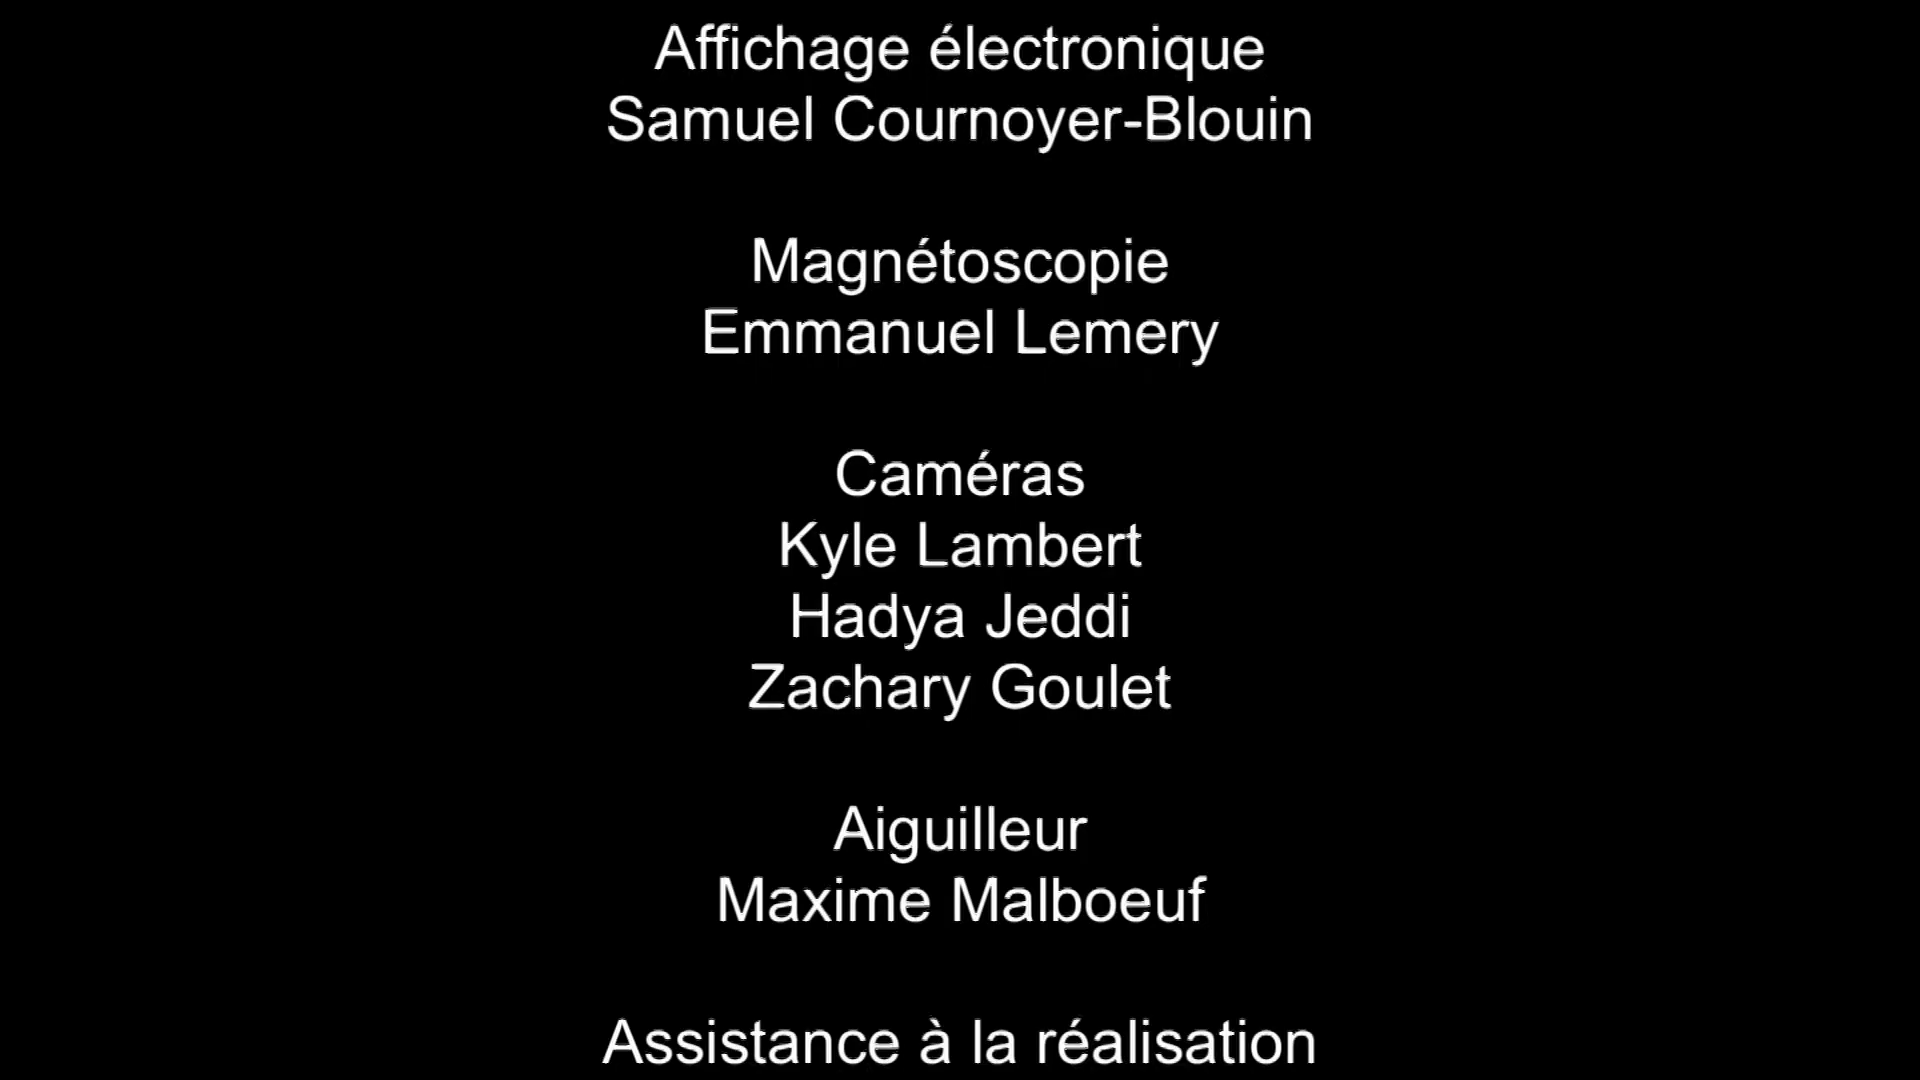 Affichage électronique
Samuel Cournoyer-Blouin
Magnétoscopie
Emmanuel Lemery
Caméras
Kyle Lambert
Hadya Jeddi
Zachary Goulet
Aiguilleur
Maxime Malboeuf
Assistance à la réalisation